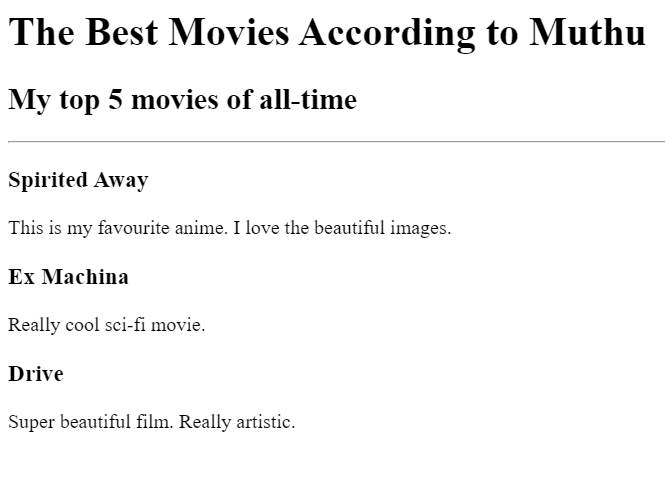 The Best Movies According to Muthu
My top 5 movies of all-time
Spirited Away
This is my favourite anime. I love the beautiful images.
Ex Machina
Really cool sci-fi movie.
Drive
Super beautiful film. Really artistic.